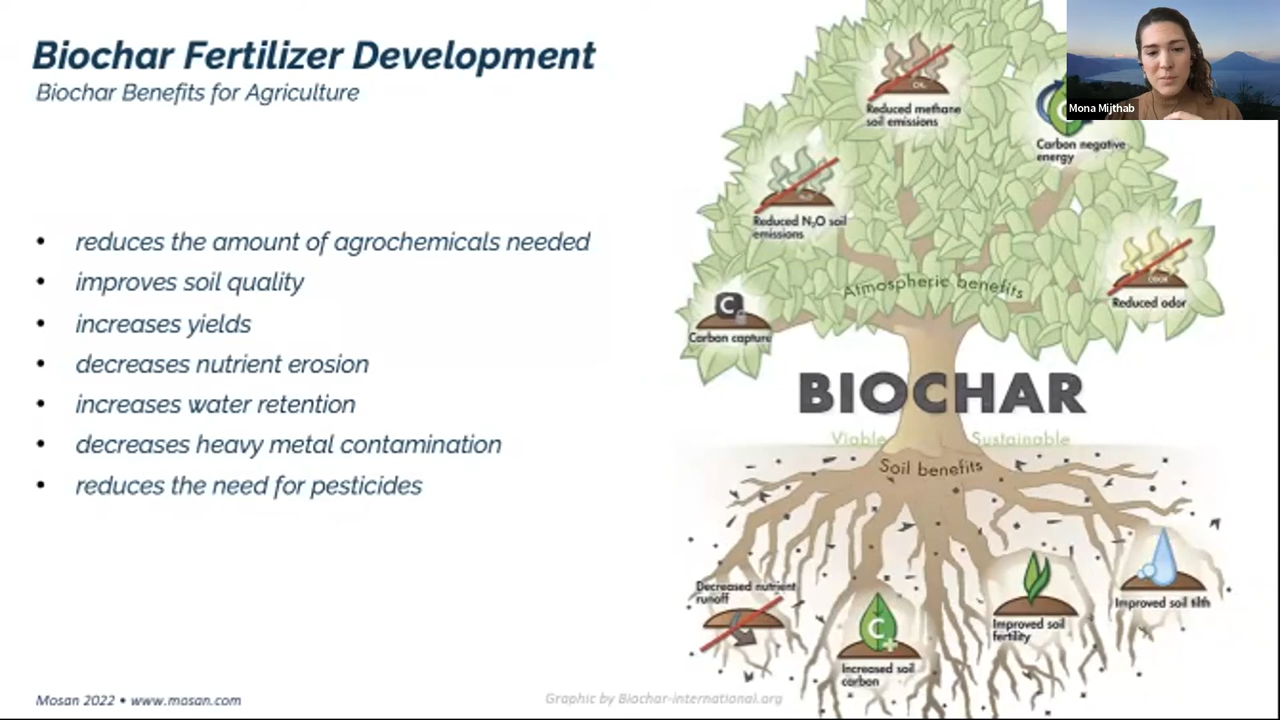 Biochar Fertilizer Development
Biochar Benefits for Agriculture
• reduces the amount of agrochemicals needed
• improves soil quality
• increases yields
• decreases nutrient erosion
• increases water retention
• decreases heavy metal contamination
• reduces the need for pesticides
Mosan 2022 • www.mosan.com
Mona Mijthab
CH₄
Reduced methane
soil emissions
C
Carbon negative
energy
Reduced N₂O soil
emissions
ODOR
Reduced odor
Atmospheric benefits
C
Carbon capture
BIOCHAR
Viable
Sustainable
Soil benefits
Decreased nutrient
runoff
C
Increased soil
carbon
Improved soil
fertility
Improved soil tilth
Graphic by Biochar-international.org